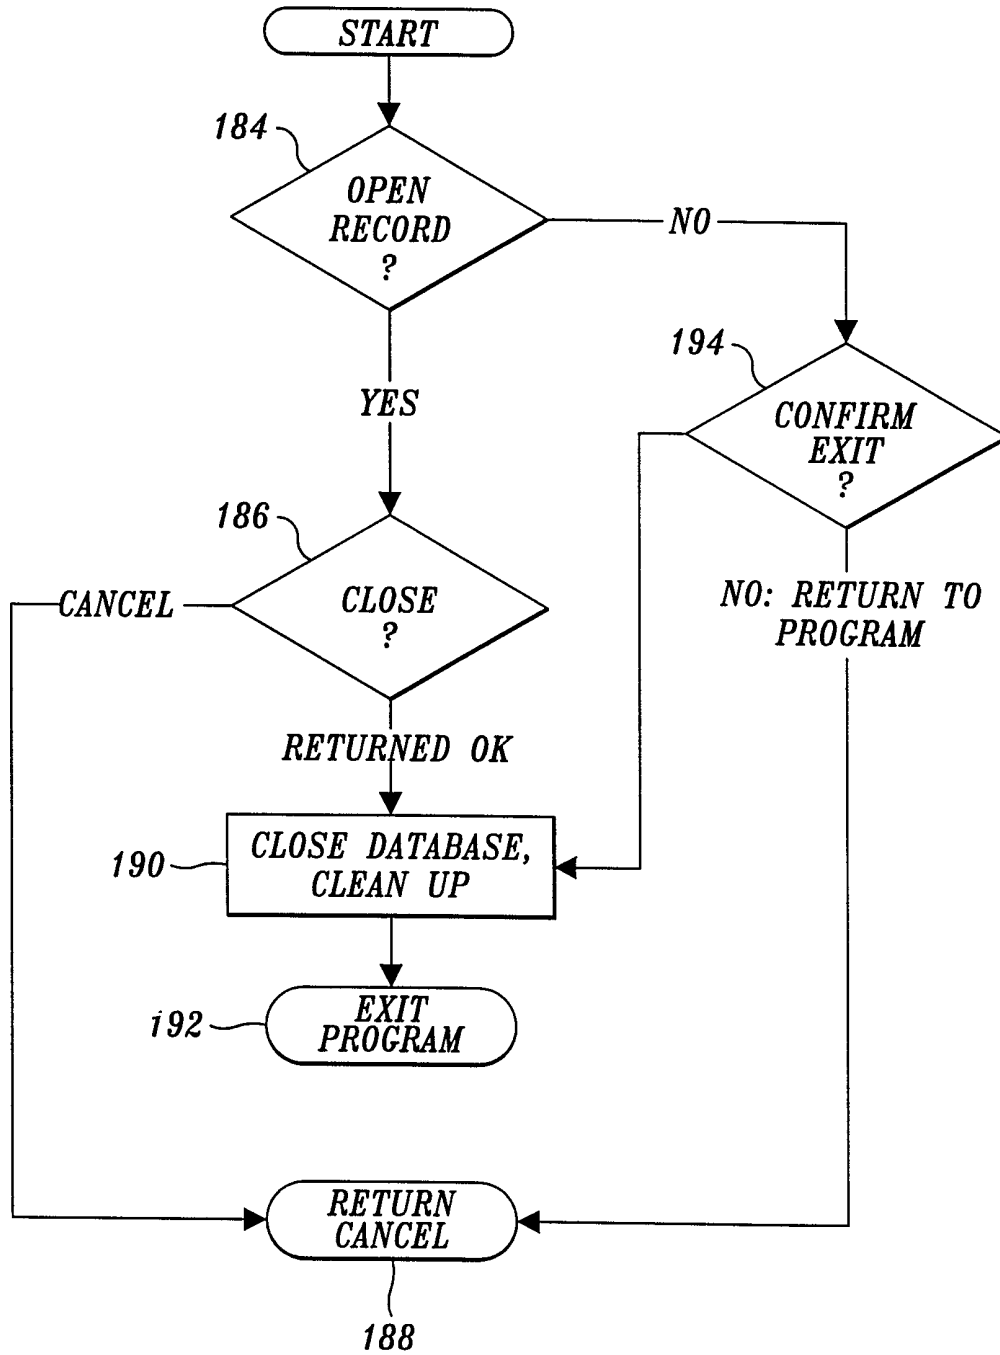 START
184
OPEN
RECORD
?
NO
194
CONFIRM
EXIT
?
YES
186
CLOSE
?
CANCEL
NO: RETURN TO
PROGRAM
RETURNED OK
190
CLOSE DATABASE,
CLEAN UP
192
EXIT
PROGRAM
RETURN
CANCEL
188